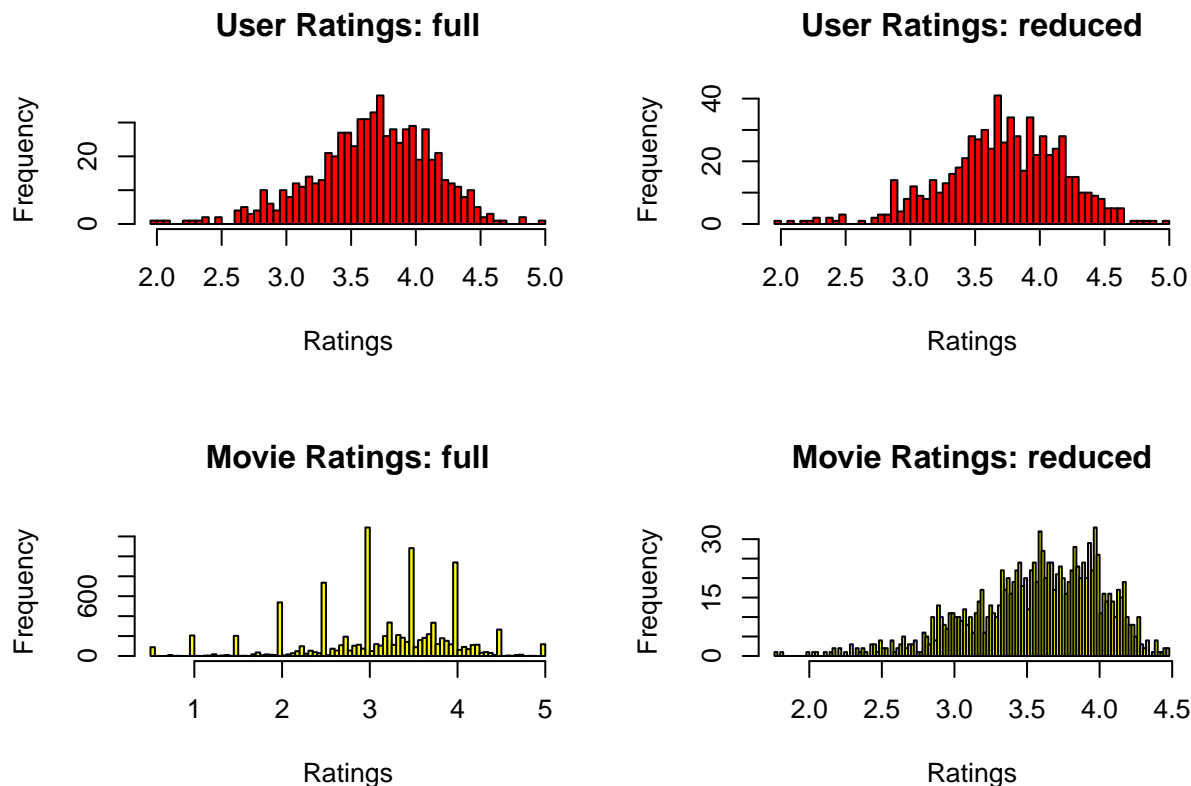 User Ratings: full
Frequency
0
20
2.0 2.5 3.0 3.5 4.0 4.5 5.0
Ratings
User Ratings: reduced
Frequency
0
20
40
2.0 2.5 3.0 3.5 4.0 4.5 5.0
Ratings
Movie Ratings: full
Frequency
0
600
1 2 3 4 5
Ratings
Movie Ratings: reduced
Frequency
0
15
30
2.0 2.5 3.0 3.5 4.0 4.5
Ratings